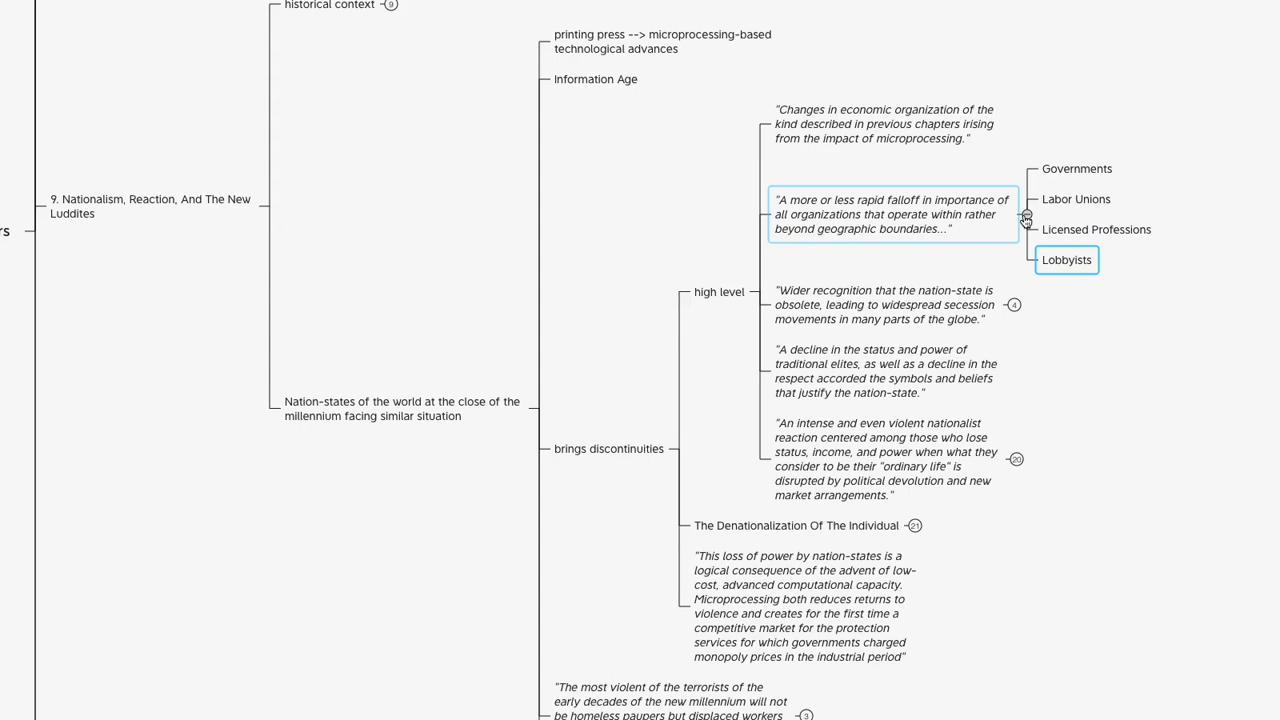 historical context
9
printing press --> microprocessing-based
technological advances
Information Age
"Changes in economic organization of the
kind described in previous chapters irising
from the impact of microprocessing."
Governments
9. Nationalism, Reaction, And The New
Luddites
"A more or less rapid falloff in importance of
all organizations that operate within rather
beyond geographic boundaries..."
Labor Unions
Licensed Professions
rs
Lobbyists
high level
"Wider recognition that the nation-state is
obsolete, leading to widespread secession
movements in many parts of the globe."
4
"A decline in the status and power of
traditional elites, as well as a decline in the
respect accorded the symbols and beliefs
that justify the nation-state."
Nation-states of the world at the close of the
millennium facing similar situation
brings discontinuities
"An intense and even violent nationalist
reaction centered among those who lose
status, income, and power when what they
consider to be their "ordinary life" is
disrupted by political devolution and new
market arrangements."
20
The Denationalization Of The Individual
21
"This loss of power by nation-states is a
logical consequence of the advent of low-
cost, advanced computational capacity.
Microprocessing both reduces returns to
violence and creates for the first time a
competitive market for the protection
services for which governments charged
monopoly prices in the industrial period"
"The most violent of the terrorists of the
early decades of the new millennium will not
be homeless paupers but displaced workers
3